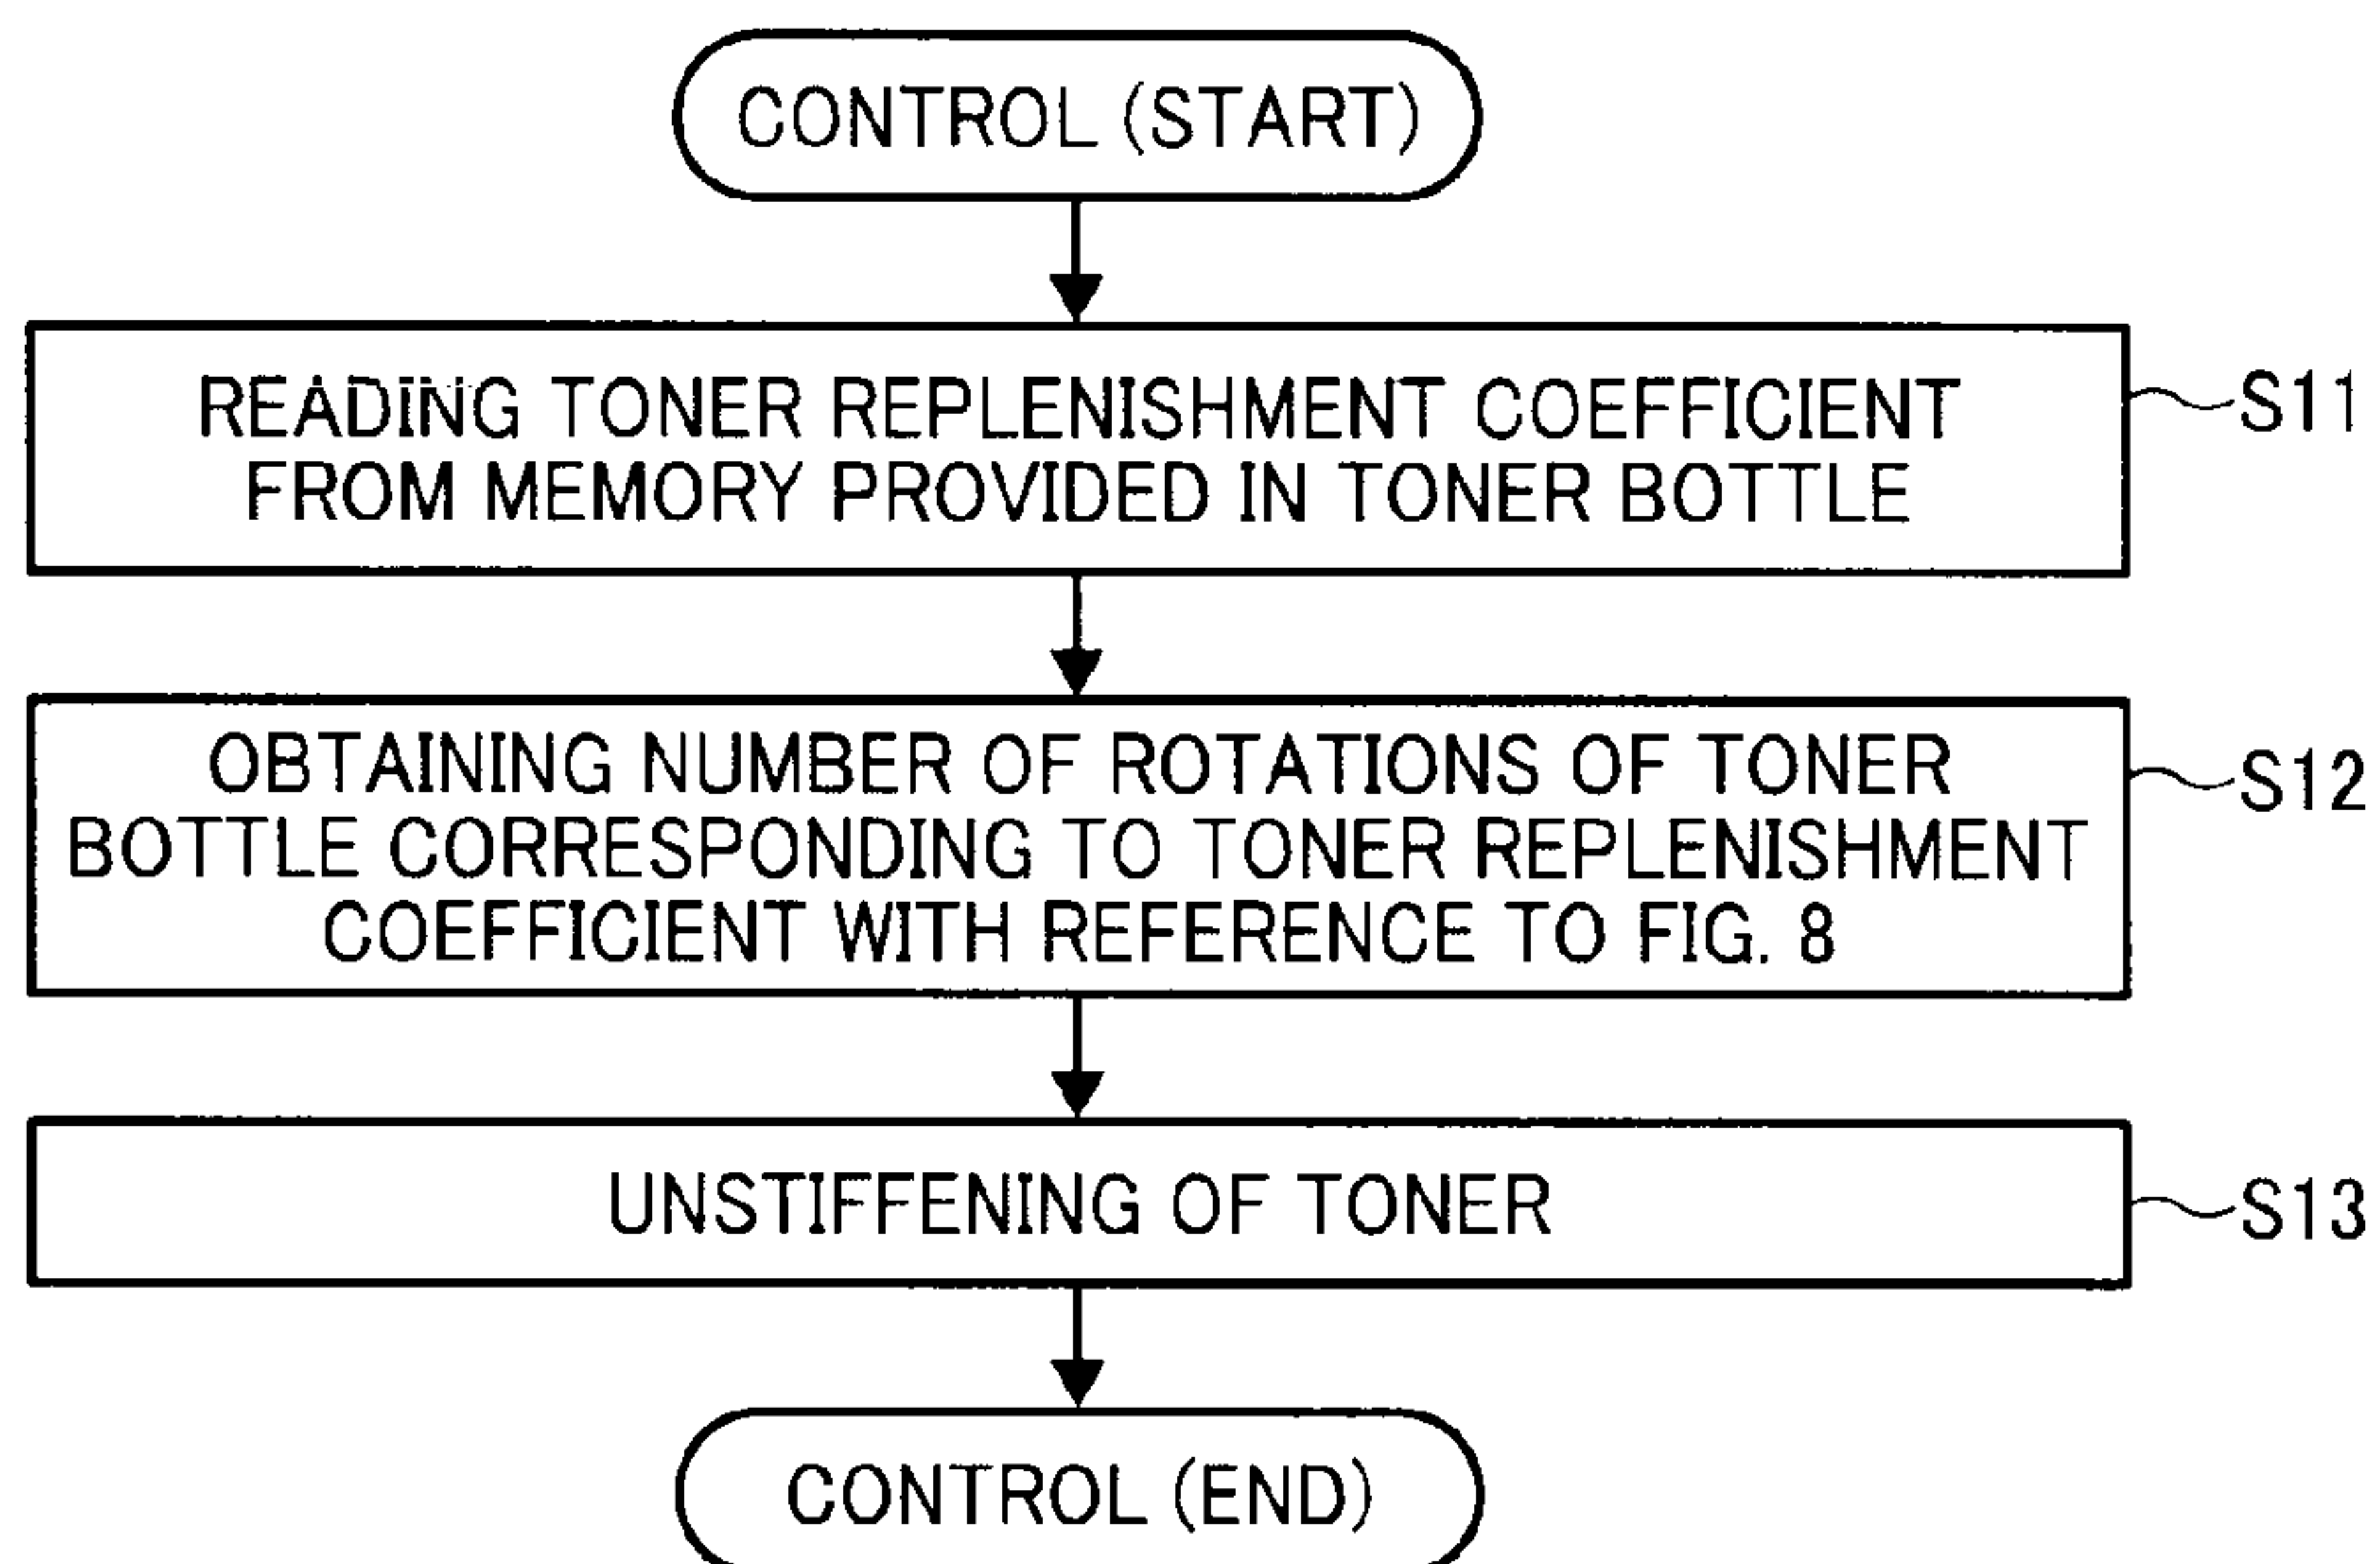 CONTROL (START)
READING TONER REPLENISHMENT COEFFICIENT
FROM MEMORY PROVIDED IN TONER BOTTLE
S11
OBTAINING NUMBER OF ROTATIONS OF TONER
BOTTLE CORRESPONDING TO TONER REPLENISHMENT
COEFFICIENT WITH REFERENCE TO FIG. 8
S12
UNSTIFFENING OF TONER
S13
CONTROL (END)